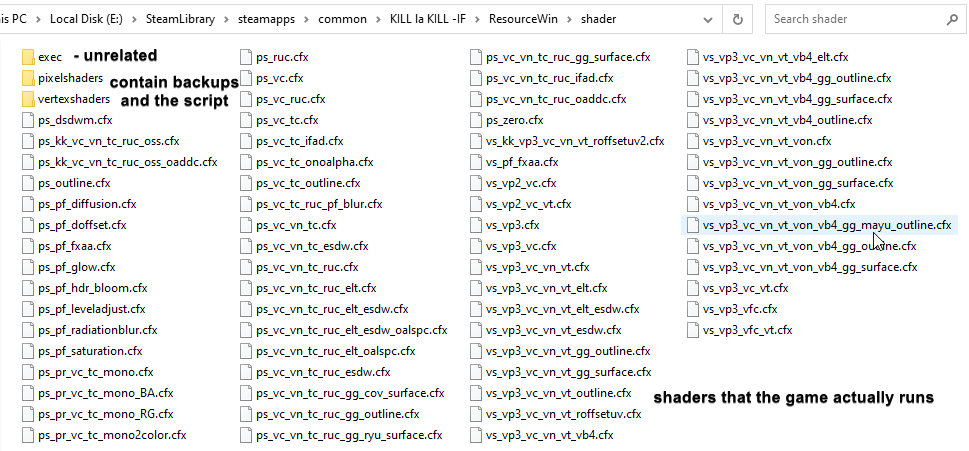 is PC > Local Disk (E:) > SteamLibrary > steamapps > common > KILL la KILL -IF > ResourceWin > shader
Search shader
exec - unrelated
pixelshaders contain backups
vertexshaders and the script
ps_dsdwm.cfx
ps_kk_vc_vn_tc_ruc_oss.cfx
ps_kk_vc_vn_tc_ruc_oss_oaddc.cfx
ps_outline.cfx
ps_pf_diffusion.cfx
ps_pf_doffset.cfx
ps_pf_fxaa.cfx
ps_pf_glow.cfx
ps_pf_hdr_bloom.cfx
ps_pf_leveladjust.cfx
ps_pf_radiationblur.cfx
ps_pf_saturation.cfx
ps_pr_vc_tc_mono.cfx
ps_pr_vc_tc_mono_BA.cfx
ps_pr_vc_tc_mono_RG.cfx
ps_pr_vc_tc_mono2color.cfx
ps_ruc.cfx
ps_vc.cfx
ps_vc_ruc.cfx
ps_vc_tc.cfx
ps_vc_tc_ifad.cfx
ps_vc_tc_onoalpha.cfx
ps_vc_tc_outline.cfx
ps_vc_tc_ruc_pf_blur.cfx
ps_vc_vn_tc.cfx
ps_vc_vn_tc_esdw.cfx
ps_vc_vn_tc_ruc.cfx
ps_vc_vn_tc_ruc_elt.cfx
ps_vc_vn_tc_ruc_elt_esdw.cfx
ps_vc_vn_tc_ruc_elt_esdw_oalspc.cfx
ps_vc_vn_tc_ruc_elt_oalspc.cfx
ps_vc_vn_tc_ruc_esdw.cfx
ps_vc_vn_tc_ruc_gg_cov_surface.cfx
ps_vc_vn_tc_ruc_gg_outline.cfx
ps_vc_vn_tc_ruc_gg_ryu_surface.cfx
ps_vc_vn_tc_ruc_gg_surface.cfx
ps_vc_vn_tc_ruc_ifad.cfx
ps_vc_vn_tc_ruc_oaddc.cfx
ps_zero.cfx
vs_kk_vp3_vc_vn_vt_roffsetuv2.cfx
vs_pf_fxaa.cfx
vs_vp2_vc.cfx
vs_vp2_vc_vt.cfx
vs_vp3.cfx
vs_vp3_vc.cfx
vs_vp3_vc_vn_vt.cfx
vs_vp3_vc_vn_vt_elt.cfx
vs_vp3_vc_vn_vt_elt_esdw.cfx
vs_vp3_vc_vn_vt_esdw.cfx
vs_vp3_vc_vn_vt_gg_outline.cfx
vs_vp3_vc_vn_vt_gg_surface.cfx
vs_vp3_vc_vn_vt_outline.cfx
vs_vp3_vc_vn_vt_roffsetuv.cfx
vs_vp3_vc_vn_vt_vb4.cfx
vs_vp3_vc_vn_vt_vb4_elt.cfx
vs_vp3_vc_vn_vt_vb4_gg_outline.cfx
vs_vp3_vc_vn_vt_vb4_gg_surface.cfx
vs_vp3_vc_vn_vt_vb4_outline.cfx
vs_vp3_vc_vn_vt_von.cfx
vs_vp3_vc_vn_vt_von_gg_outline.cfx
vs_vp3_vc_vn_vt_von_gg_surface.cfx
vs_vp3_vc_vn_vt_von_vb4.cfx
vs_vp3_vc_vn_vt_von_vb4_gg_mayu_outline.cfx
vs_vp3_vc_vn_vt_von_vb4_gg_outline.cfx
vs_vp3_vc_vn_vt_von_vb4_gg_surface.cfx
vs_vp3_vc_vt.cfx
vs_vp3_vfc.cfx
vs_vp3_vfc_vt.cfx
shaders that the game actually runs